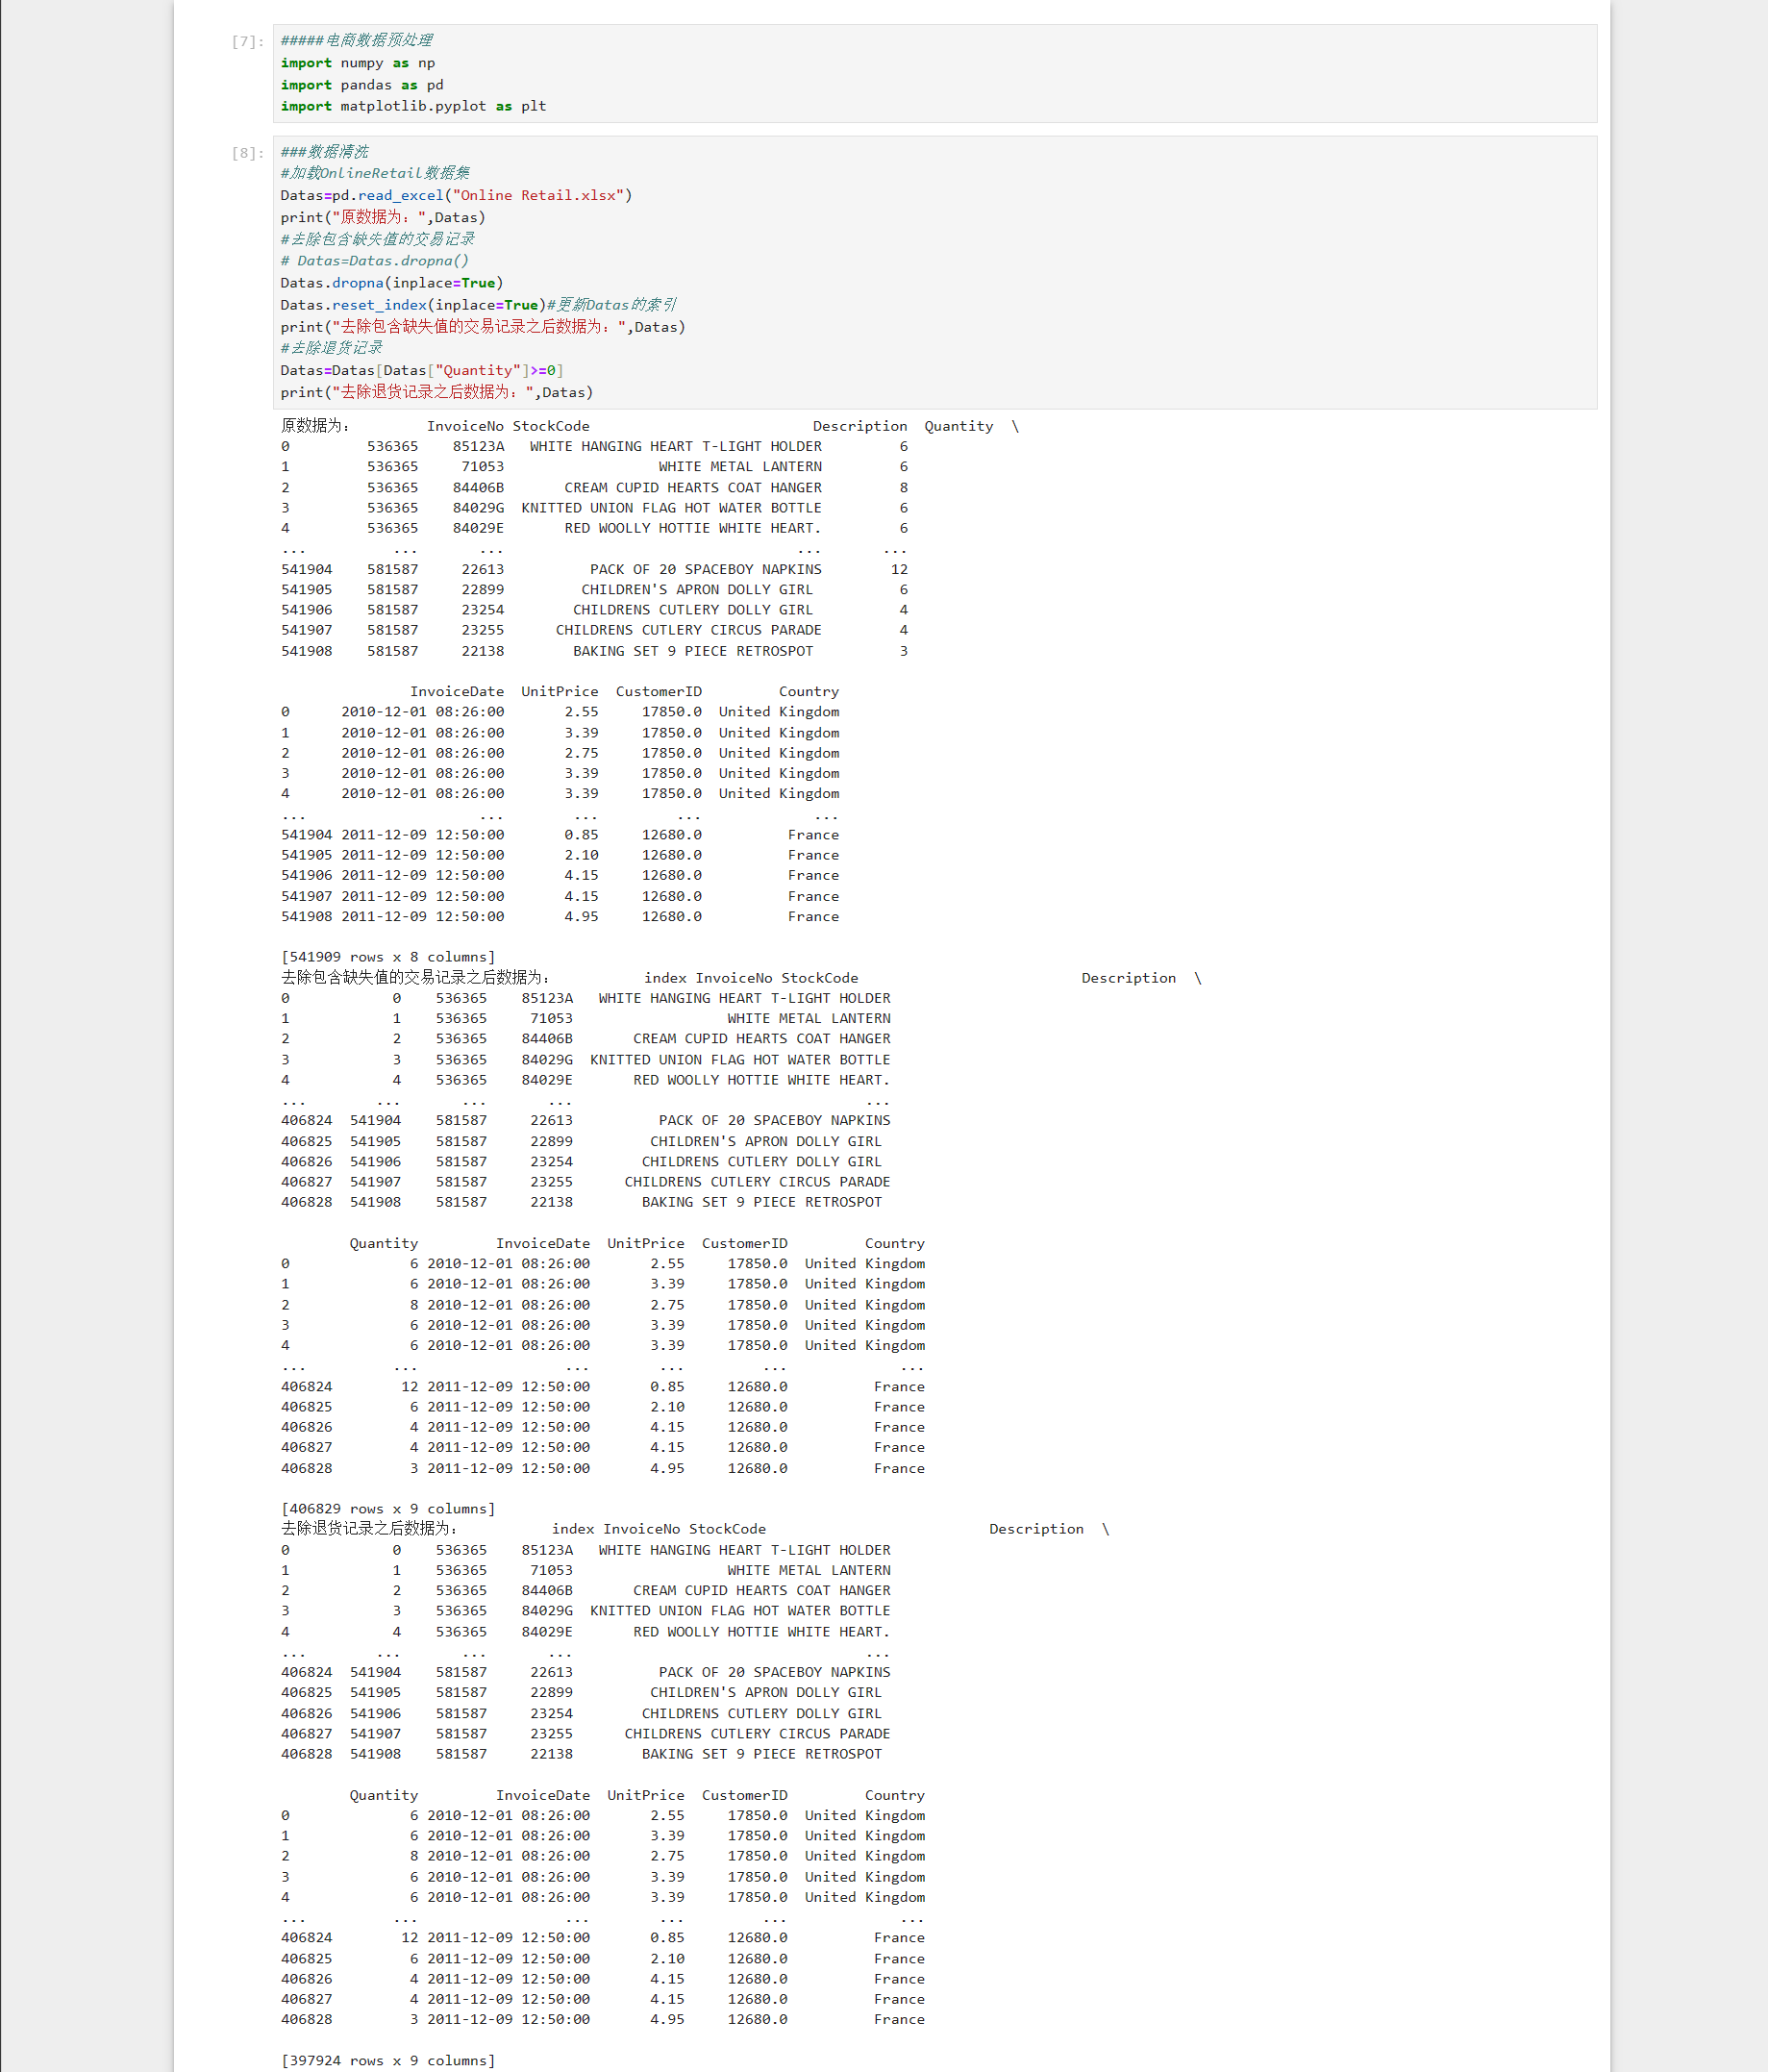 [7]: #####电商数据预处理
import numpy as np
import pandas as pd
import matplotlib.pyplot as plt
[8]: ###数据清洗
#加载OnlineRetail数据集
Datas=pd.read_excel("Online Retail.xlsx")
print("原数据为：",Datas)
#去除包含缺失值的交易记录
# Datas=Datas.dropna()
Datas.dropna(inplace=True)
Datas.reset_index(inplace=True)#更新Datas的索引
print("去除包含缺失值的交易记录之后数据为：",Datas)
#去除退货记录
Datas=Datas[Datas["Quantity"]>=0]
print("去除退货记录之后数据为：",Datas)
原数据为： InvoiceNo StockCode Description Quantity \
0 536365 85123A WHITE HANGING HEART T-LIGHT HOLDER 6
1 536365 71053 WHITE METAL LANTERN 6
2 536365 84406B CREAM CUPID HEARTS COAT HANGER 8
3 536365 84029G KNITTED UNION FLAG HOT WATER BOTTLE 6
4 536365 84029E RED WOOLLY HOTTIE WHITE HEART. 6
... ... ... ... ...
541904 581587 22613 PACK OF 20 SPACEBOY NAPKINS 12
541905 581587 22899 CHILDREN'S APRON DOLLY GIRL 6
541906 581587 23254 CHILDRENS CUTLERY DOLLY GIRL 4
541907 581587 23255 CHILDRENS CUTLERY CIRCUS PARADE 4
541908 581587 22138 BAKING SET 9 PIECE RETROSPOT 3
InvoiceDate UnitPrice CustomerID Country
0 2010-12-01 08:26:00 2.55 17850.0 United Kingdom
1 2010-12-01 08:26:00 3.39 17850.0 United Kingdom
2 2010-12-01 08:26:00 2.75 17850.0 United Kingdom
3 2010-12-01 08:26:00 3.39 17850.0 United Kingdom
4 2010-12-01 08:26:00 3.39 17850.0 United Kingdom
... ... ... ... ...
541904 2011-12-09 12:50:00 0.85 12680.0 France
541905 2011-12-09 12:50:00 2.10 12680.0 France
541906 2011-12-09 12:50:00 4.15 12680.0 France
541907 2011-12-09 12:50:00 4.15 12680.0 France
541908 2011-12-09 12:50:00 4.95 12680.0 France
[541909 rows x 8 columns]
去除包含缺失值的交易记录之后数据为： index InvoiceNo StockCode Description \
0 0 536365 85123A WHITE HANGING HEART T-LIGHT HOLDER
1 1 536365 71053 WHITE METAL LANTERN
2 2 536365 84406B CREAM CUPID HEARTS COAT HANGER
3 3 536365 84029G KNITTED UNION FLAG HOT WATER BOTTLE
4 4 536365 84029E RED WOOLLY HOTTIE WHITE HEART.
... ... ... ... ...
406824 541904 581587 22613 PACK OF 20 SPACEBOY NAPKINS
406825 541905 581587 22899 CHILDREN'S APRON DOLLY GIRL
406826 541906 581587 23254 CHILDRENS CUTLERY DOLLY GIRL
406827 541907 581587 23255 CHILDRENS CUTLERY CIRCUS PARADE
406828 541908 581587 22138 BAKING SET 9 PIECE RETROSPOT
Quantity InvoiceDate UnitPrice CustomerID Country
0 6 2010-12-01 08:26:00 2.55 17850.0 United Kingdom
1 6 2010-12-01 08:26:00 3.39 17850.0 United Kingdom
2 8 2010-12-01 08:26:00 2.75 17850.0 United Kingdom
3 6 2010-12-01 08:26:00 3.39 17850.0 United Kingdom
4 6 2010-12-01 08:26:00 3.39 17850.0 United Kingdom
... ... ... ... ... ...
406824 12 2011-12-09 12:50:00 0.85 12680.0 France
406825 6 2011-12-09 12:50:00 2.10 12680.0 France
406826 4 2011-12-09 12:50:00 4.15 12680.0 France
406827 4 2011-12-09 12:50:00 4.15 12680.0 France
406828 3 2011-12-09 12:50:00 4.95 12680.0 France
[406829 rows x 9 columns]
去除退货记录之后数据为： index InvoiceNo StockCode Description \
0 0 536365 85123A WHITE HANGING HEART T-LIGHT HOLDER
1 1 536365 71053 WHITE METAL LANTERN
2 2 536365 84406B CREAM CUPID HEARTS COAT HANGER
3 3 536365 84029G KNITTED UNION FLAG HOT WATER BOTTLE
4 4 536365 84029E RED WOOLLY HOTTIE WHITE HEART.
... ... ... ... ...
406824 541904 581587 22613 PACK OF 20 SPACEBOY NAPKINS
406825 541905 581587 22899 CHILDREN'S APRON DOLLY GIRL
406826 541906 581587 23254 CHILDRENS CUTLERY DOLLY GIRL
406827 541907 581587 23255 CHILDRENS CUTLERY CIRCUS PARADE
406828 541908 581587 22138 BAKING SET 9 PIECE RETROSPOT
Quantity InvoiceDate UnitPrice CustomerID Country
0 6 2010-12-01 08:26:00 2.55 17850.0 United Kingdom
1 6 2010-12-01 08:26:00 3.39 17850.0 United Kingdom
2 8 2010-12-01 08:26:00 2.75 17850.0 United Kingdom
3 6 2010-12-01 08:26:00 3.39 17850.0 United Kingdom
4 6 2010-12-01 08:26:00 3.39 17850.0 United Kingdom
... ... ... ... ... ...
406824 12 2011-12-09 12:50:00 0.85 12680.0 France
406825 6 2011-12-09 12:50:00 2.10 12680.0 France
406826 4 2011-12-09 12:50:00 4.15 12680.0 France
406827 4 2011-12-09 12:50:00 4.15 12680.0 France
406828 3 2011-12-09 12:50:00 4.95 12680.0 France
[397924 rows x 9 columns]